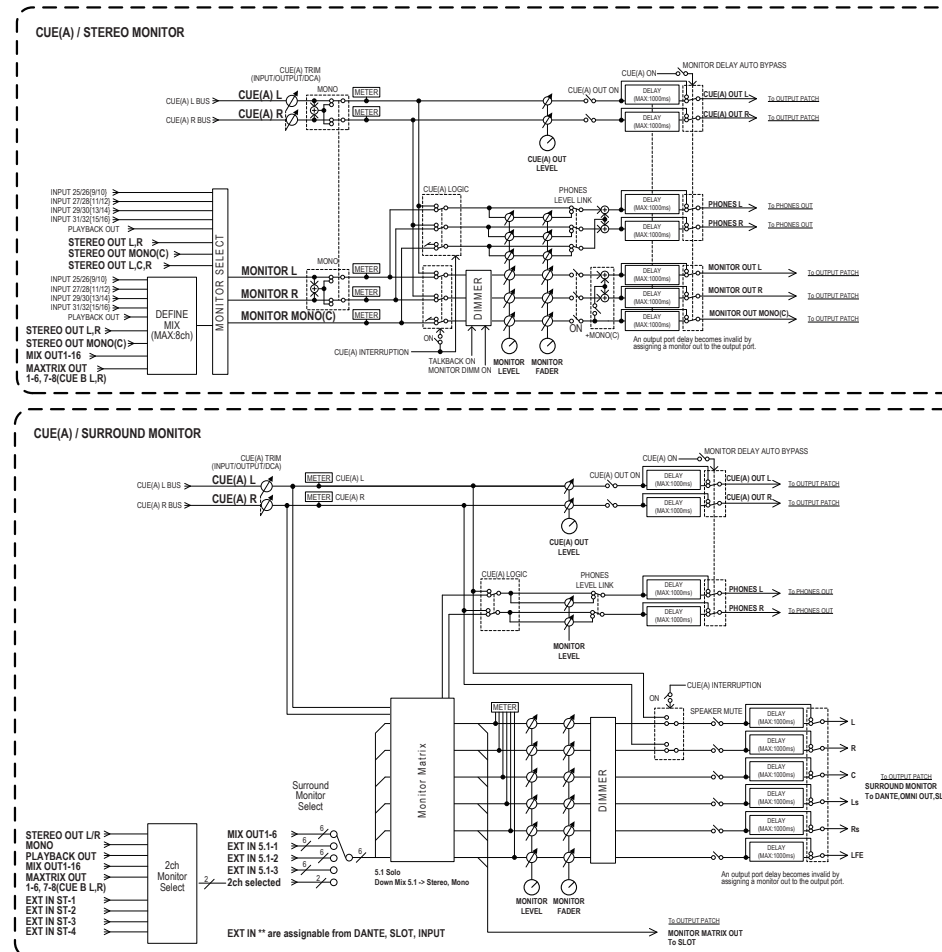 CUE(A) / STEREO MONITOR
CUE(A) TRIM
(INPUT/OUTPUT/DCA)
MONO
METER
METER
CUE(A) L BUS
CUE(A) L
CUE(A) R BUS
CUE(A) R
CUE(A) ON
MONITOR DELAY AUTO BYPASS
CUE(A) OUT ON
DELAY
(MAX:1000ms)
CUE(A) OUT L
To OUTPUT PATCH
DELAY
(MAX:1000ms)
CUE(A) OUT R
To OUTPUT PATCH
CUE(A) OUT
LEVEL
INPUT 25/26(9/10)
INPUT 27/28(11/12)
INPUT 29/30(13/14)
INPUT 31/32(15/16)
PLAYBACK OUT
STEREO OUT L,R
STEREO OUT MONO(C)
STEREO OUT L,C,R
INPUT 25/26(9/10)
INPUT 27/28(11/12)
INPUT 29/30(13/14)
INPUT 31/32(15/16)
PLAYBACK OUT
STEREO OUT L,R
STEREO OUT MONO(C)
MIX OUT1-16
MAXTRIX OUT
1-6, 7-8(CUE B L,R)
DEFINE
MIX
(MAX:8ch)
MONITOR SELECT
MONO
MONITOR L
METER
MONITOR R
METER
MONITOR MONO(C)
METER
CUE(A) LOGIC
PHONES
LEVEL LINK
DELAY
(MAX:1000ms)
PHONES L
To PHONES OUT
DELAY
(MAX:1000ms)
PHONES R
To PHONES OUT
DIMMER
DELAY
(MAX:1000ms)
MONITOR OUT L
To OUTPUT PATCH
DELAY
(MAX:1000ms)
MONITOR OUT R
To OUTPUT PATCH
DELAY
(MAX:1000ms)
MONITOR OUT MONO(C)
To OUTPUT PATCH
ON
ON
+MONO(C)
CUE(A) INTERRUPTION
TALKBACK ON
MONITOR DIMM ON
MONITOR
LEVEL
MONITOR
FADER
An output port delay becomes invalid by
assigning a monitor out to the output port.
CUE(A) / SURROUND MONITOR
CUE(A) TRIM
(INPUT/OUTPUT/DCA)
CUE(A) L BUS
CUE(A) L
METER
CUE(A) L
CUE(A) R BUS
CUE(A) R
METER
CUE(A) R
CUE(A) ON
MONITOR DELAY AUTO BYPASS
CUE(A) OUT ON
DELAY
(MAX:1000ms)
CUE(A) OUT L
To OUTPUT PATCH
DELAY
(MAX:1000ms)
CUE(A) OUT R
To OUTPUT PATCH
CUE(A) OUT
LEVEL
CUE(A) LOGIC
PHONES
LEVEL LINK
DELAY
(MAX:1000ms)
PHONES L
To PHONES OUT
DELAY
(MAX:1000ms)
PHONES R
To PHONES OUT
MONITOR
LEVEL
CUE(A) INTERRUPTION
ON
METER
SPEAKER MUTE
Monitor Matrix
DIMMER
DELAY
(MAX:1000ms)
L
DELAY
(MAX:1000ms)
R
DELAY
(MAX:1000ms)
C
DELAY
(MAX:1000ms)
Ls
DELAY
(MAX:1000ms)
Rs
DELAY
(MAX:1000ms)
LFE
To OUTPUT PATCH
SURROUND MONITOR
To DANTE,OMNI OUT,SL
Surround
Monitor
Select
STEREO OUT L/R
MONO
PLAYBACK OUT
MIX OUT1-16
MAXTRIX OUT
1-6, 7-8(CUE B L,R)
EXT IN ST-1
EXT IN ST-2
EXT IN ST-3
EXT IN ST-4
2ch
Monitor
Select
2
MIX OUT1-6
6
EXT IN 5.1-1
6
EXT IN 5.1-2
6
EXT IN 5.1-3
6
2ch selected
2
6
5.1 Solo
Down Mix 5.1 -> Stereo, Mono
MONITOR
LEVEL
MONITOR
FADER
An output port delay becomes invalid by
assigning a monitor out to the output port.
EXT IN ** are assignable from DANTE, SLOT, INPUT
To OUTPUT PATCH
MONITOR MATRIX OUT
To SLOT